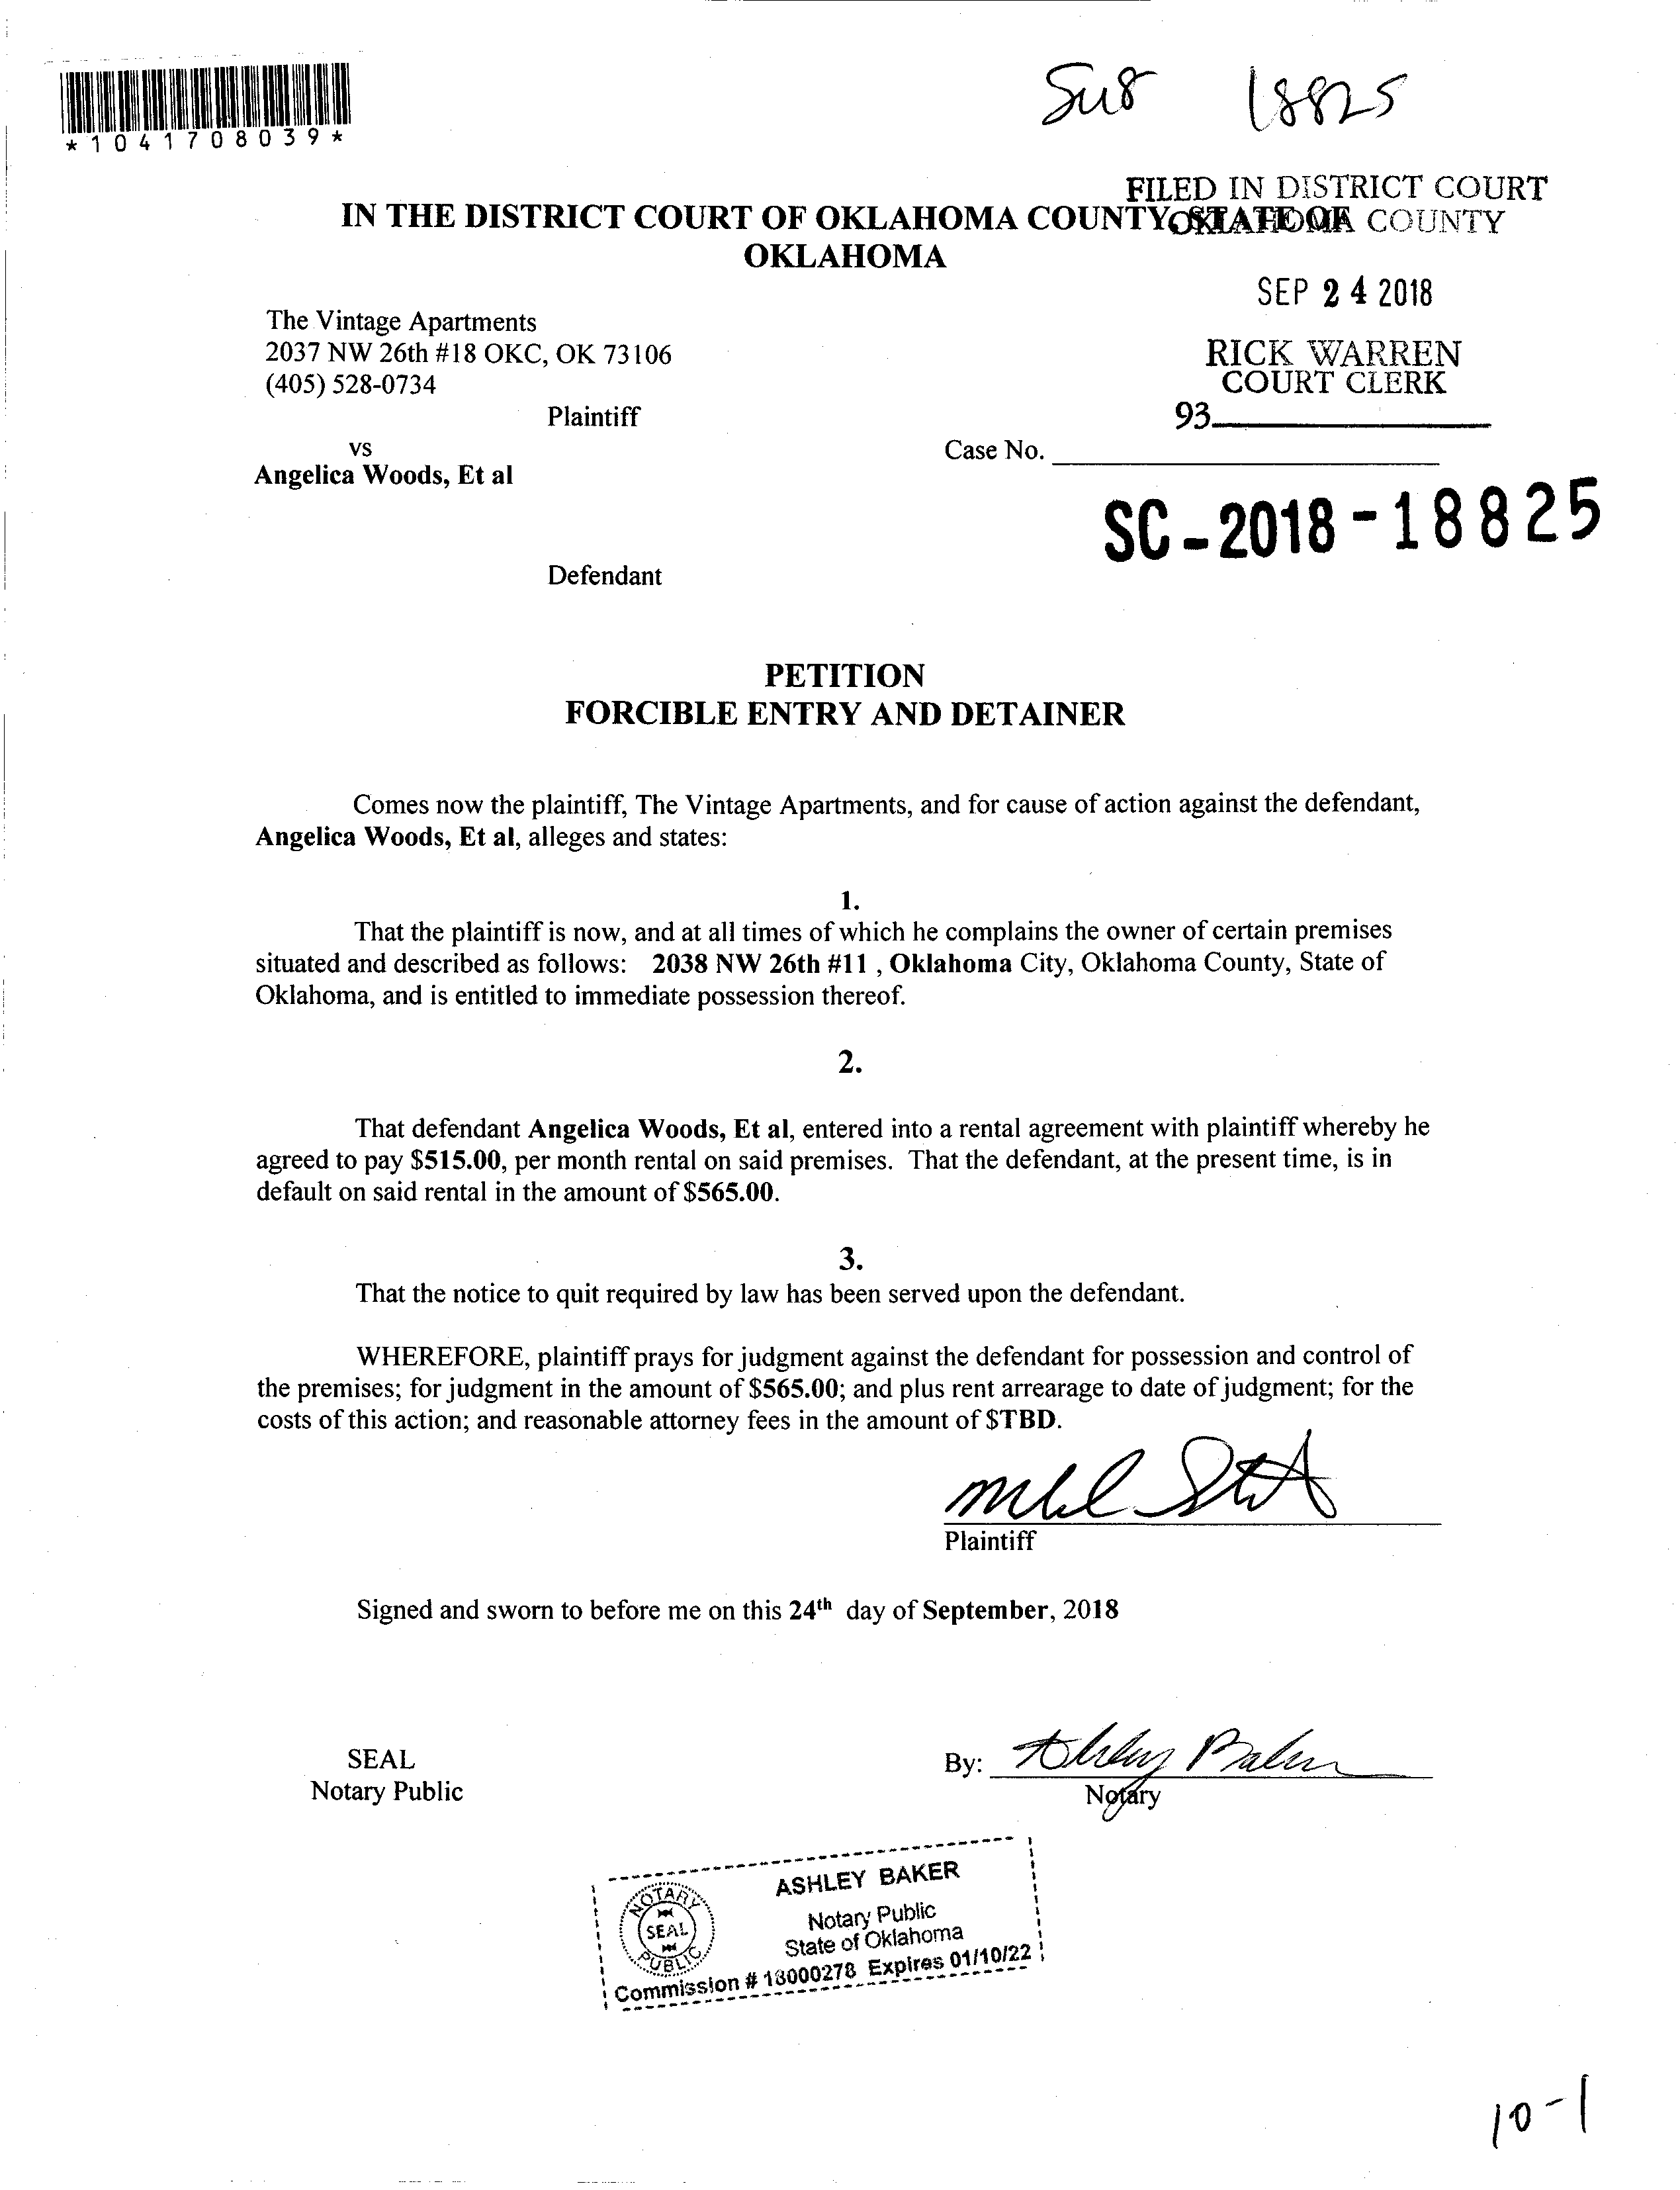 *1041708039*
18825
FILED IN DISTRICT COURT
IN THE DISTRICT COURT OF OKLAHOMA COUNTY, STATE OF
OKLAHOMA COUNTY
OKLAHOMA
SEP 24 2018
The Vintage Apartments
2037 NW 26th #18 OKC, OK 73106
(405) 528-0734
RICK WARREN
COURT CLERK
Plaintiff
93
vs
Case No.
Angelica Woods, Et al
SC-2018-18825
Defendant
PETITION
FORCIBLE ENTRY AND DETAINER
Comes now the plaintiff, The Vintage Apartments, and for cause of action against the defendant,
Angelica Woods, Et al, alleges and states:
1.
That the plaintiff is now, and at all times of which he complains the owner of certain premises
situated and described as follows: 2038 NW 26th #11 , Oklahoma City, Oklahoma County, State of
Oklahoma, and is entitled to immediate possession thereof.
2.
That defendant Angelica Woods, Et al, entered into a rental agreement with plaintiff whereby he
agreed to pay $515.00, per month rental on said premises. That the defendant, at the present time, is in
default on said rental in the amount of $565.00.
3.
That the notice to quit required by law has been served upon the defendant.
WHEREFORE, plaintiff prays for judgment against the defendant for possession and control of
the premises; for judgment in the amount of $565.00; and plus rent arrearage to date of judgment; for the
costs of this action; and reasonable attorney fees in the amount of $TBD.
Plaintiff
Signed and sworn to before me on this 24th day of September, 2018
SEAL
By: Ashley Baker
Notary Public
Notary
NOTARY
SEAL
PUBLIC
ASHLEY BAKER
Notary Public
State of Oklahoma
Commission # 18000278 Expires 01/10/22
10-1